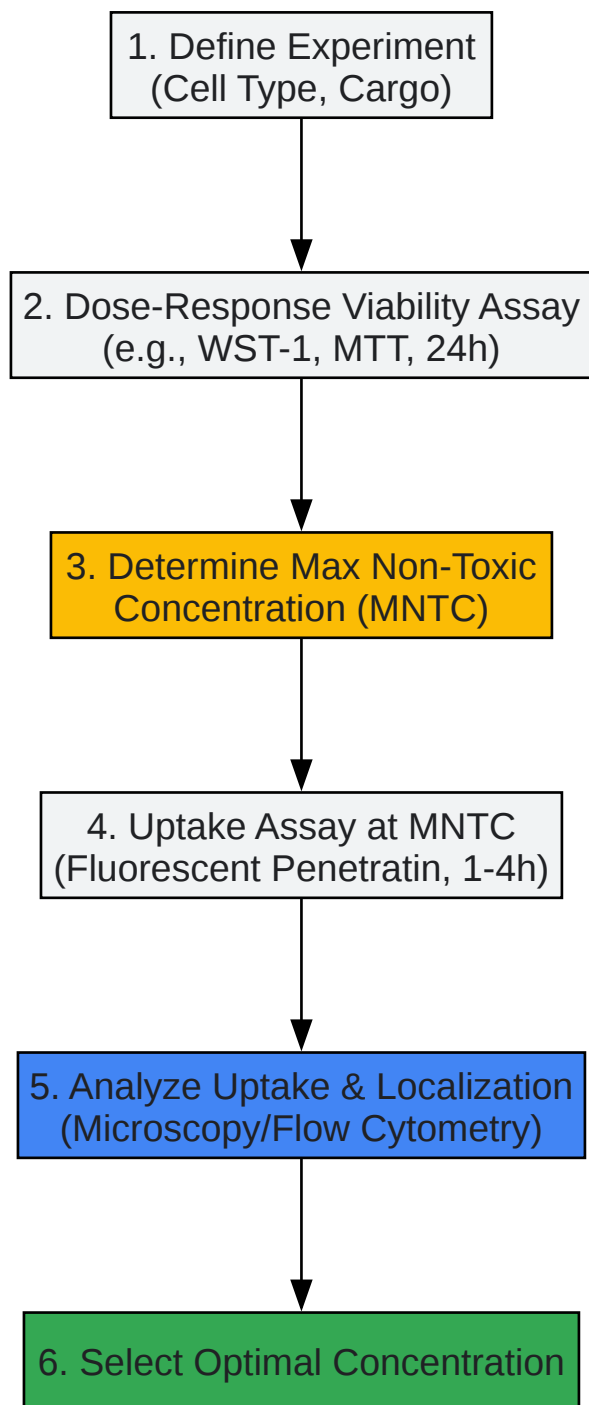 1. Define Experiment
(Cell Type, Cargo)
2. Dose-Response Viability Assay
(e.g., WST-1, MTT, 24h)
3. Determine Max Non-Toxic
Concentration (MNTC)
4. Uptake Assay at MNTC
(Fluorescent Penetratin, 1-4h)
5. Analyze Uptake & Localization
(Microscopy/Flow Cytometry)
6. Select Optimal Concentration